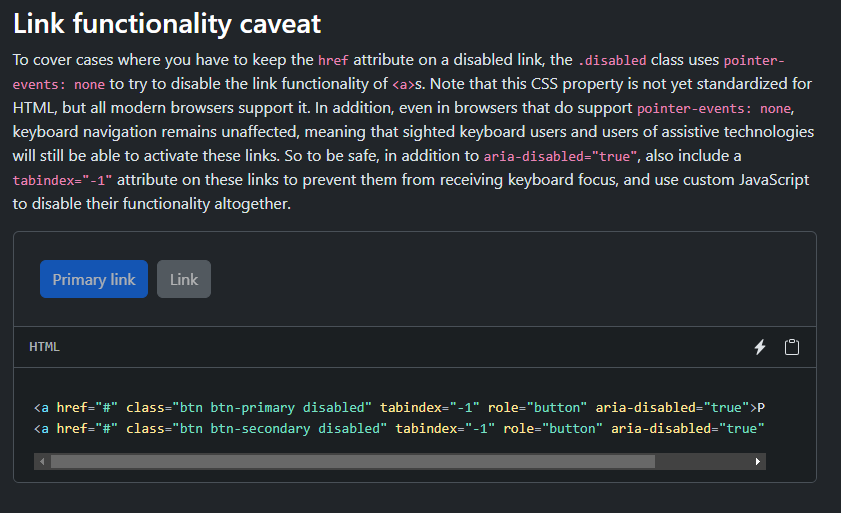 Link functionality caveat
To cover cases where you have to keep the href attribute on a disabled link, the .disabled class uses pointer-
events: none to try to disable the link functionality of <a>s. Note that this CSS property is not yet standardized for
HTML, but all modern browsers support it. In addition, even in browsers that do support pointer-events: none,
keyboard navigation remains unaffected, meaning that sighted keyboard users and users of assistive technologies
will still be able to activate these links. So to be safe, in addition to aria-disabled="true", also include a
tabindex="-1" attribute on these links to prevent them from receiving keyboard focus, and use custom JavaScript
to disable their functionality altogether.
Primary link Link
HTML
<a href="#" class="btn btn-primary disabled" tabindex="-1" role="button" aria-disabled="true">P
<a href="#" class="btn btn-secondary disabled" tabindex="-1" role="button" aria-disabled="true"